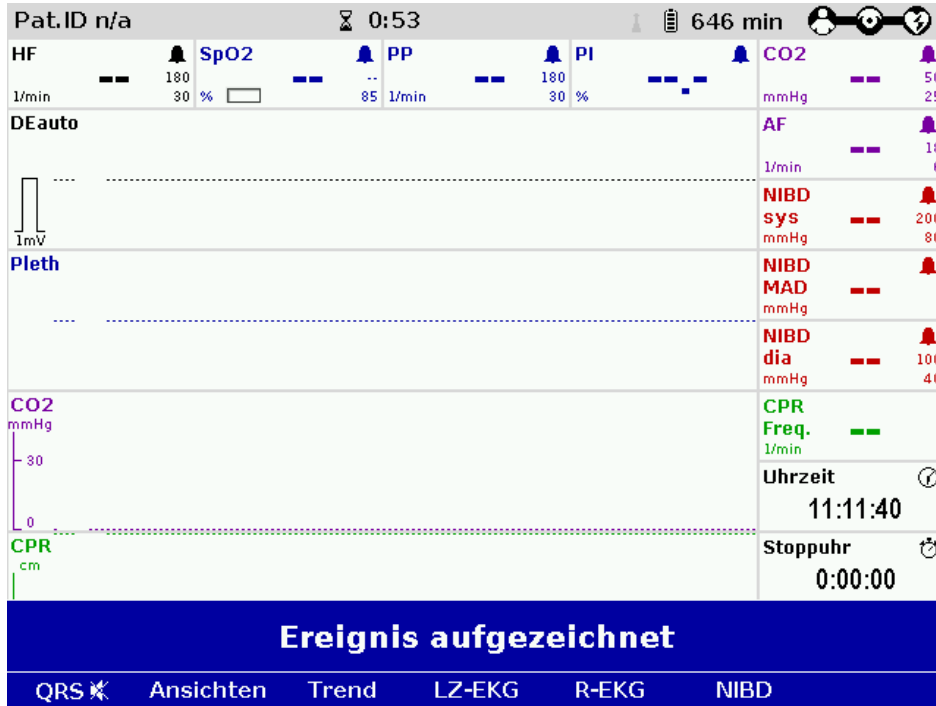 Pat.ID n/a 0:53 646 min
HF 180 30 1/min -- 
SpO2 -- -- 85 %
PP -- 180 30 1/min
PI --.- %
CO2 -- mmHg
DEauto
1mV
AF -- 1/min
NIBD sys -- mmHg
Pleth
NIBD MAD -- mmHg
NIBD dia -- mmHg
CO2
mmHg
30
0
CPR Freq. -- 1/min
Uhrzeit
11:11:40
CPR
cm
Stoppuhr
0:00:00
Ereignis aufgezeichnet
QRS Ansichten Trend LZ-EKG R-EKG NIBD